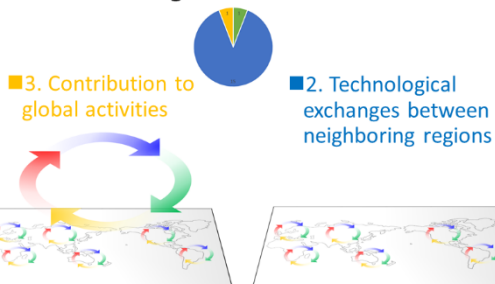 ■3. Contribution to
global activities
■2. Technological
exchanges between
neighboring regions